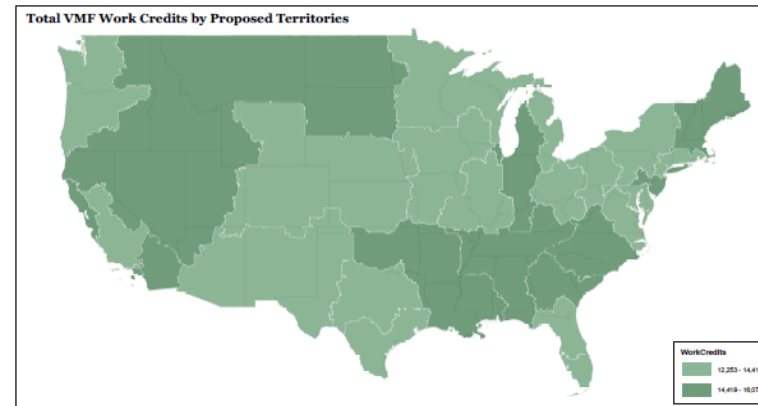 Total VMF Work Credits by Proposed Territories
WorkCredits
12,253 - 14,41
14,419 - 16,07